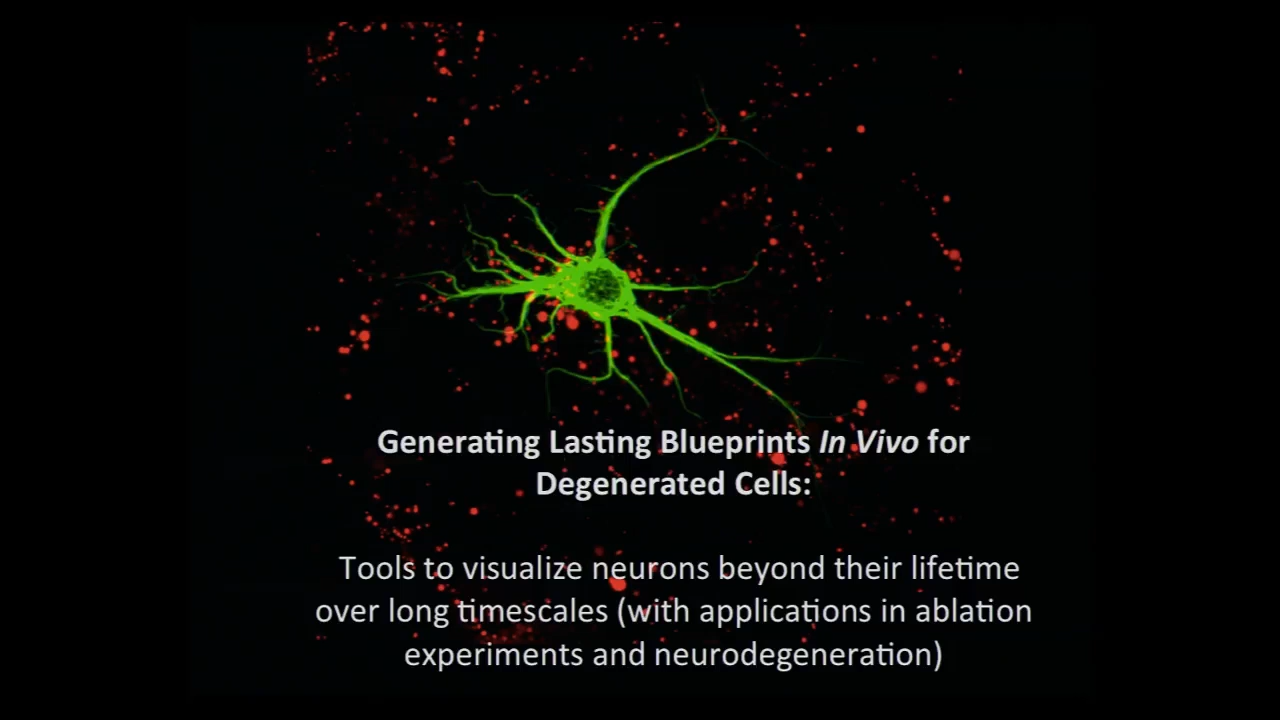 Generating Lasting Blueprints In Vivo for
Degenerated Cells:
Tools to visualize neurons beyond their lifetime
over long timescales (with applications in ablation
experiments and neurodegeneration)